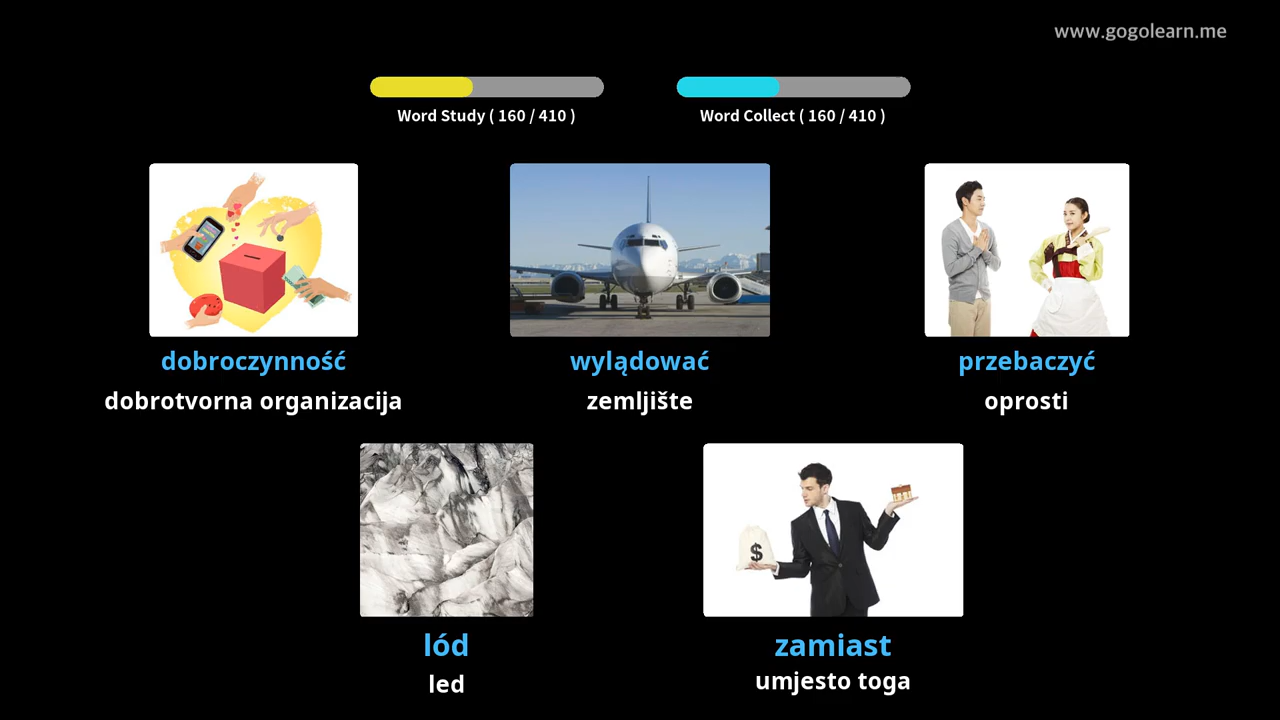 www.gogolearn.me
Word Study ( 160 / 410 )
Word Collect ( 160 / 410 )
dobroczynność
dobrotvorna organizacija
wylądować
zemljište
przebaczyć
oprosti
$
lód
led
zamiast
umjesto toga